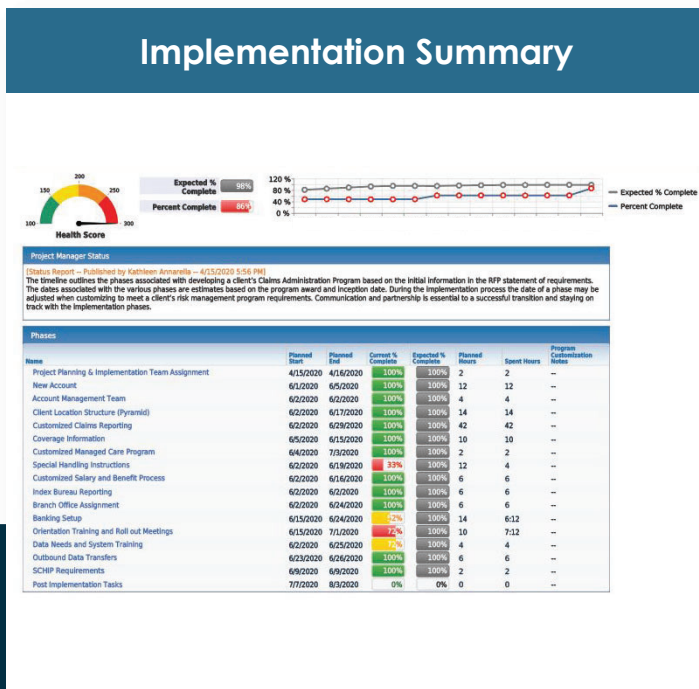 Implementation Summary
200
150
250
100
300
Health Score
Expected % Complete 98%
Percent Complete 86%
120 %
80 %
40 %
0 %
Expected % Complete
Percent Complete
Project Manager Status
[Status Report -- Published by Kathleen Annarella -- 4/15/2020 5:56 PM]
The timeline outlines the phases associated with developing a client's Claims Administration Program based on the initial information in the RFP statement of requirements.
The dates associated with the various phases are estimates based on the program award and inception date. During the implementation process the date of a phase may be
adjusted when customizing to meet a client's risk management program requirements. Communication and partnership is essential to a successful transition and staying on
track with the implementation phases.
Phases
Name Planned Start Planned End Current % Complete Expected % Complete Planned Hours Spent Hours Program Customization Notes
Project Planning & Implementation Team Assignment 4/15/2020 4/16/2020 100% 100% 2 2 --
New Account 6/1/2020 6/5/2020 100% 100% 12 12 --
Account Management Team 6/2/2020 6/2/2020 100% 100% 4 4 --
Client Location Structure (Pyramid) 6/2/2020 6/17/2020 100% 100% 14 14 --
Customized Claims Reporting 6/2/2020 6/29/2020 100% 100% 42 42 --
Coverage Information 6/5/2020 6/15/2020 100% 100% 10 10 --
Customized Managed Care Program 6/4/2020 7/3/2020 100% 100% 2 2 --
Special Handling Instructions 6/2/2020 6/19/2020 33% 100% 12 4 --
Customized Salary and Benefit Process 6/2/2020 6/16/2020 100% 100% 6 6 --
Index Bureau Reporting 6/2/2020 6/2/2020 100% 100% 6 6 --
Branch Office Assignment 6/2/2020 6/24/2020 100% 100% 6 6 --
Banking Setup 6/15/2020 6/24/2020 100% 14 6:12 --
Orientation Training and Roll out Meetings 6/15/2020 7/1/2020 72% 100% 10 7:12 --
Data Needs and System Training 6/2/2020 6/25/2020 100% 4 4 --
Outbound Data Transfers 6/23/2020 6/26/2020 100% 100% 6 6 --
SCHIP Requirements 6/9/2020 6/9/2020 100% 100% 2 2 --
Post Implementation Tasks 7/7/2020 8/3/2020 0% 0% 0 0 --